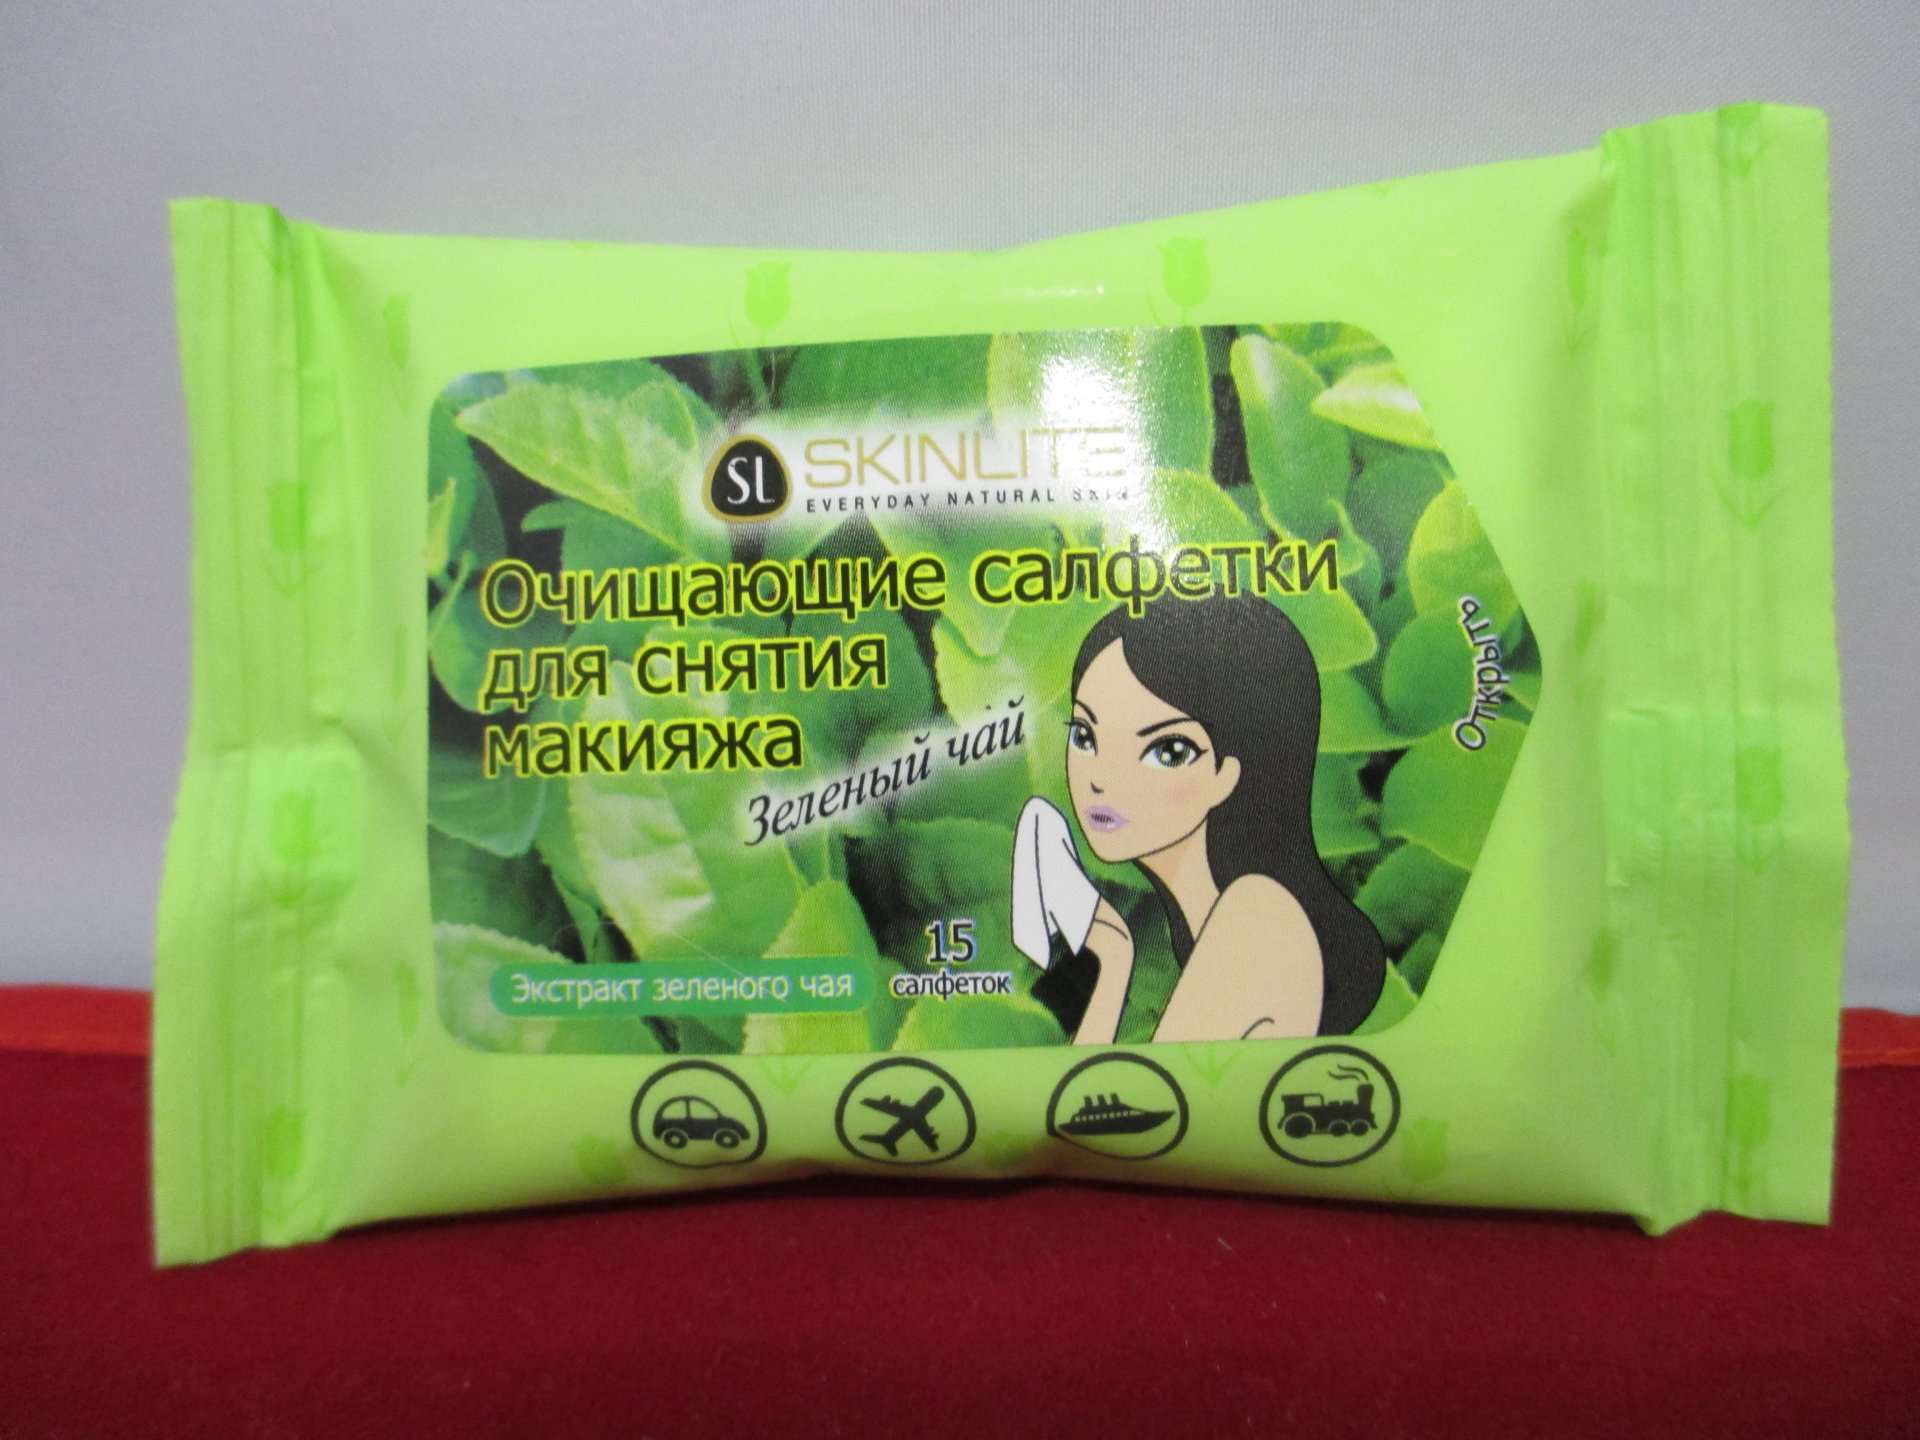 SL SKINLITE
EVERYDAY NATURAL SKIN
Очищающие салфетки
для снятия
макияжа
Зеленый чай
Открыть
15
салфеток
Экстракт зеленого чая